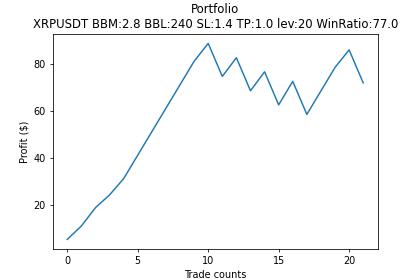 Portfolio
XRPUSDT BBM:2.8 BBL:240 SL:1.4 TP:1.0 lev:20 WinRatio:77.0
80
60
40
20
Profit ($)
0 5 10 15 20
Trade counts